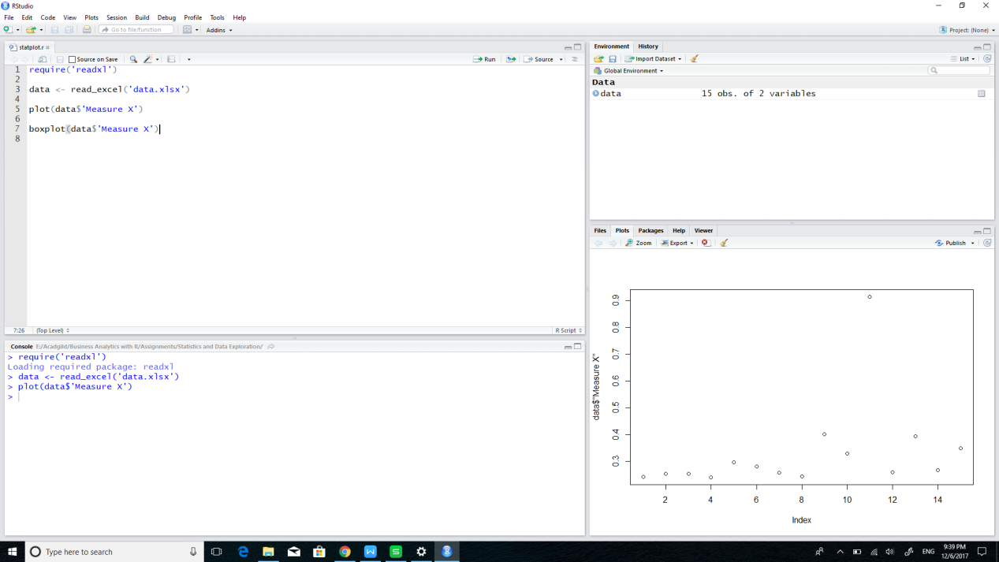 RStudio
File Edit Code View Plots Session Build Debug Profile Tools Help
Go to file/function Addins Project: (None)
statplot.r
Source on Save Run Source
1 require('readxl')
2
3 data <- read_excel('data.xlsx')
4
5 plot(data$'Measure X')
6
7 boxplot(data$'Measure X')
8
7:26 (Top Level) R Script
Console E:/Acadgild/Business Analytics with R/Assignments/Statistics and Data Exploration/
> require('readxl')
Loading required package: readxl
> data <- read_excel('data.xlsx')
> plot(data$'Measure X')
>
Environment History
Import Dataset List
Global Environment
Data
data 15 obs. of 2 variables
Files Plots Packages Help Viewer
Zoom Export Publish
data$"Measure X"
0.9
0.8
0.7
0.6
0.5
0.4
0.3
2 4 6 8 10 12 14
Index
Type here to search
ENG
9:39 PM
12/6/2017